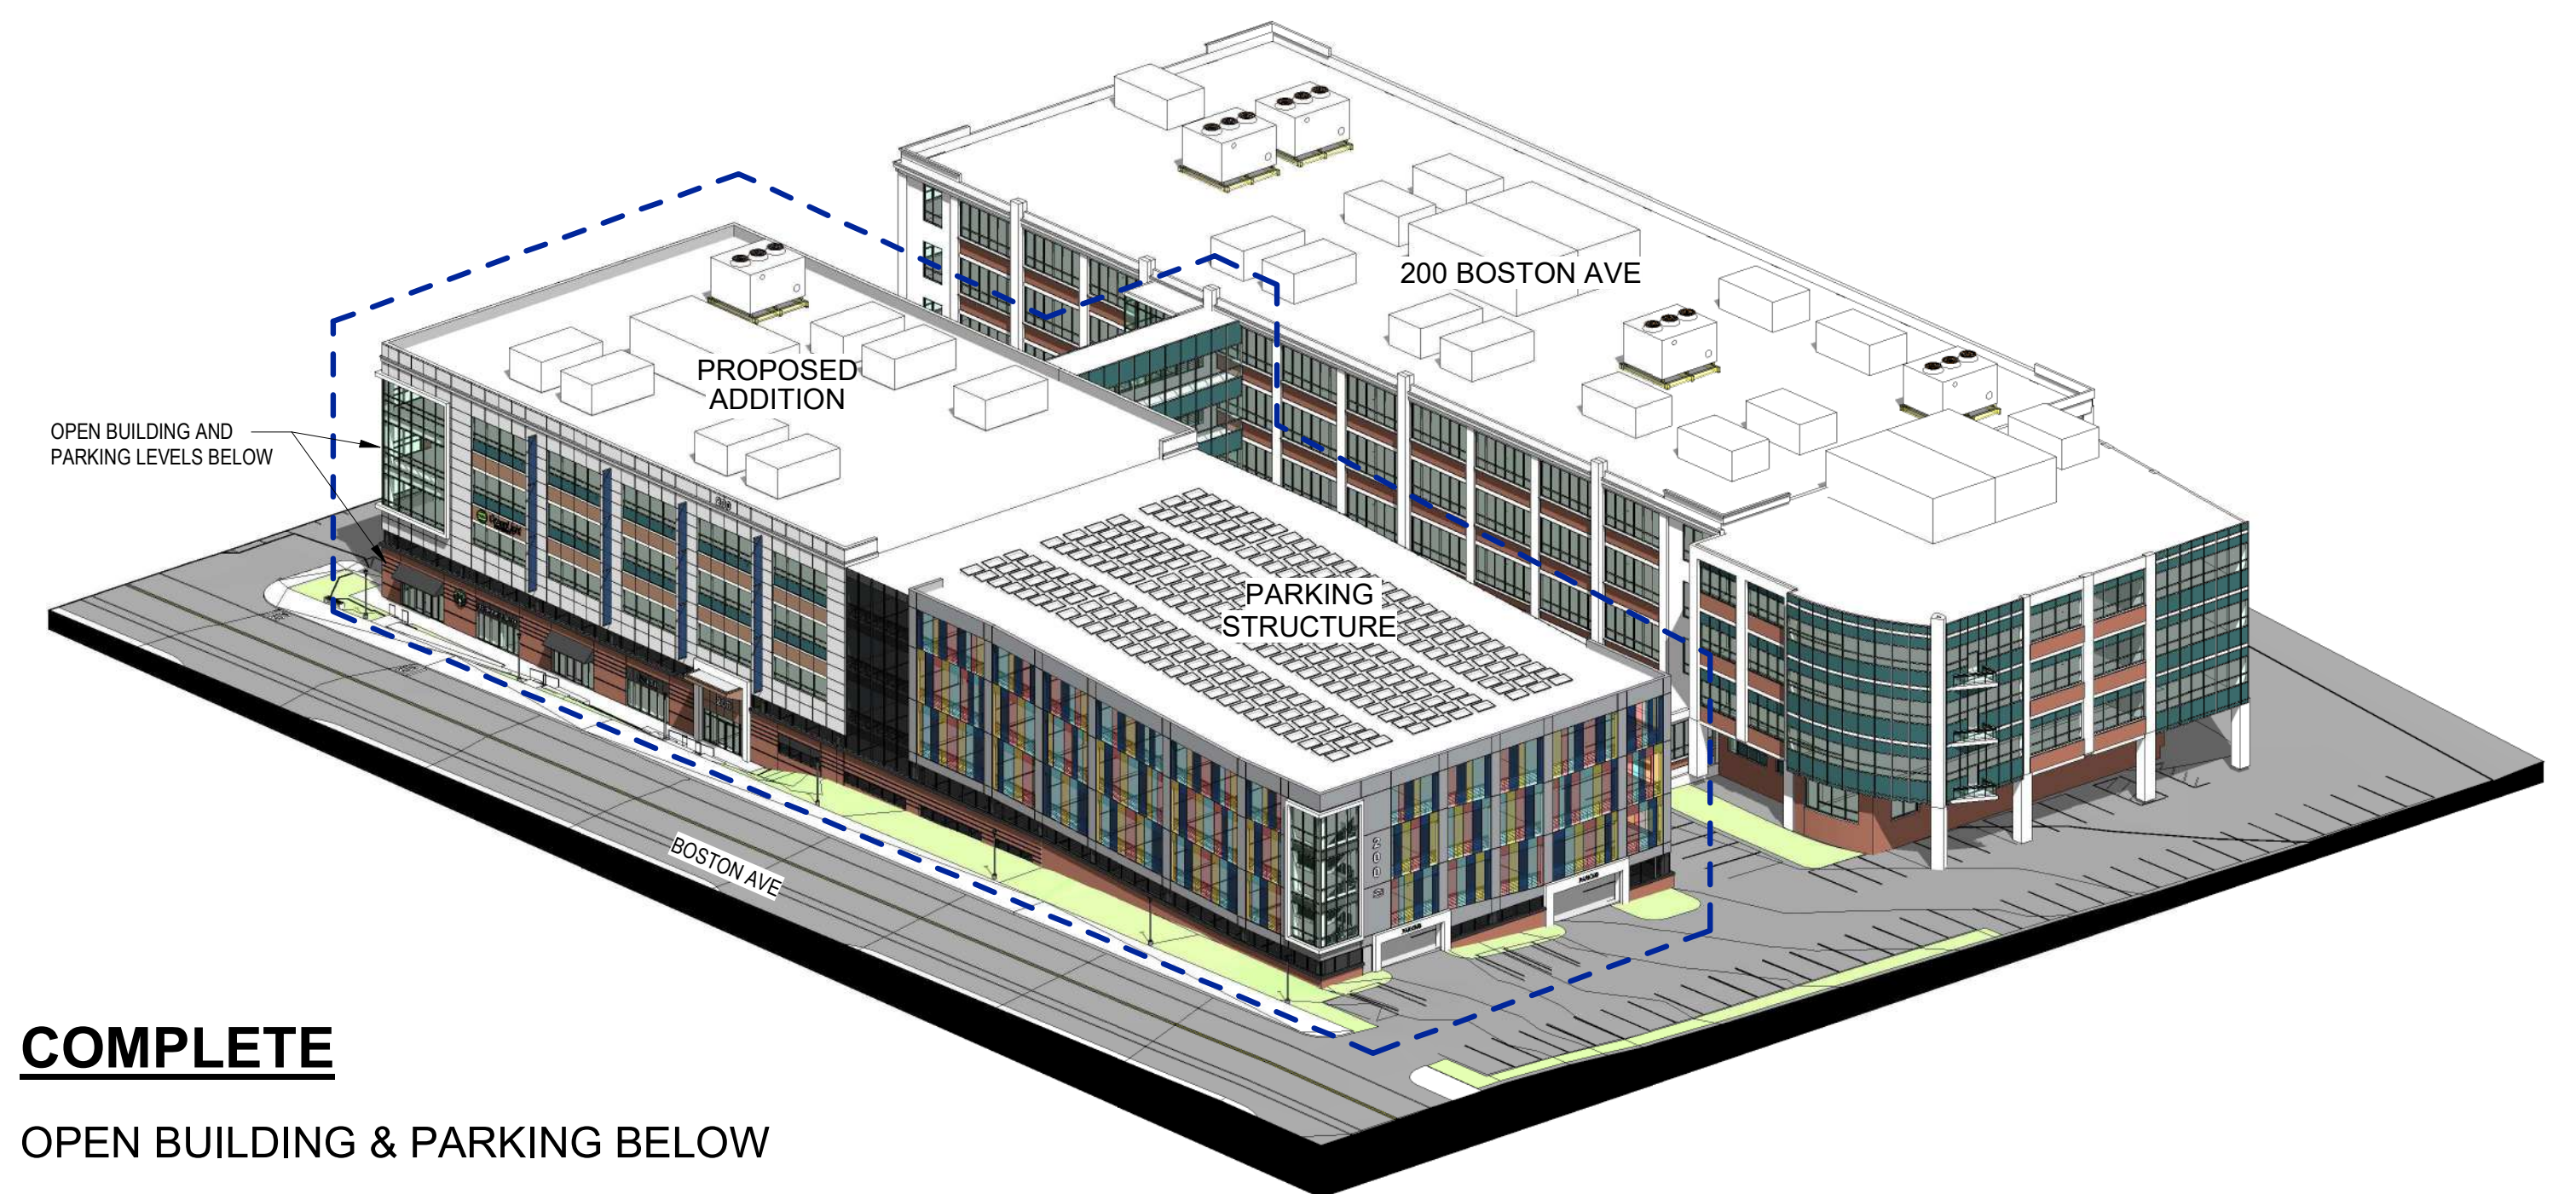 200 BOSTON AVE
PROPOSED
ADDITION
OPEN BUILDING AND
PARKING LEVELS BELOW
PARKING
STRUCTURE
200
BOSTON AVE
COMPLETE
OPEN BUILDING & PARKING BELOW